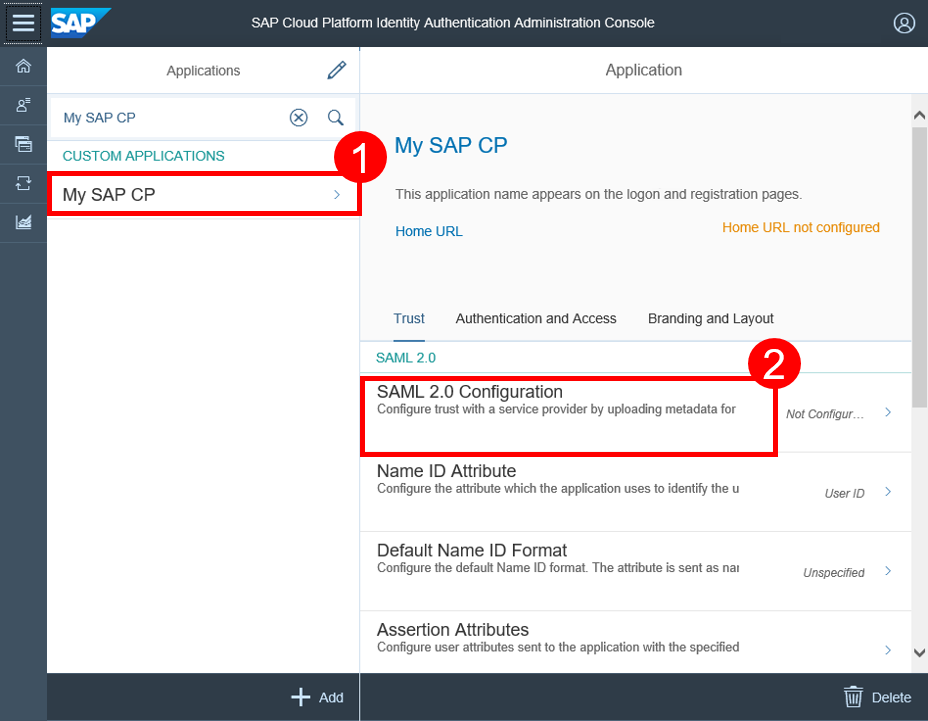 SAP
SAP Cloud Platform Identity Authentication Administration Console
Applications
Application
My SAP CP
CUSTOM APPLICATIONS
1
My SAP CP
My SAP CP
This application name appears on the logon and registration pages.
Home URL
Home URL not configured
Trust
Authentication and Access
Branding and Layout
SAML 2.0
2
SAML 2.0 Configuration
Configure trust with a service provider by uploading metadata for
Not Configur…
Name ID Attribute
Configure the attribute which the application uses to identify the u
User ID
Default Name ID Format
Configure the default Name ID format. The attribute is sent as nar
Unspecified
Assertion Attributes
Configure user attributes sent to the application with the specified
Add
Delete